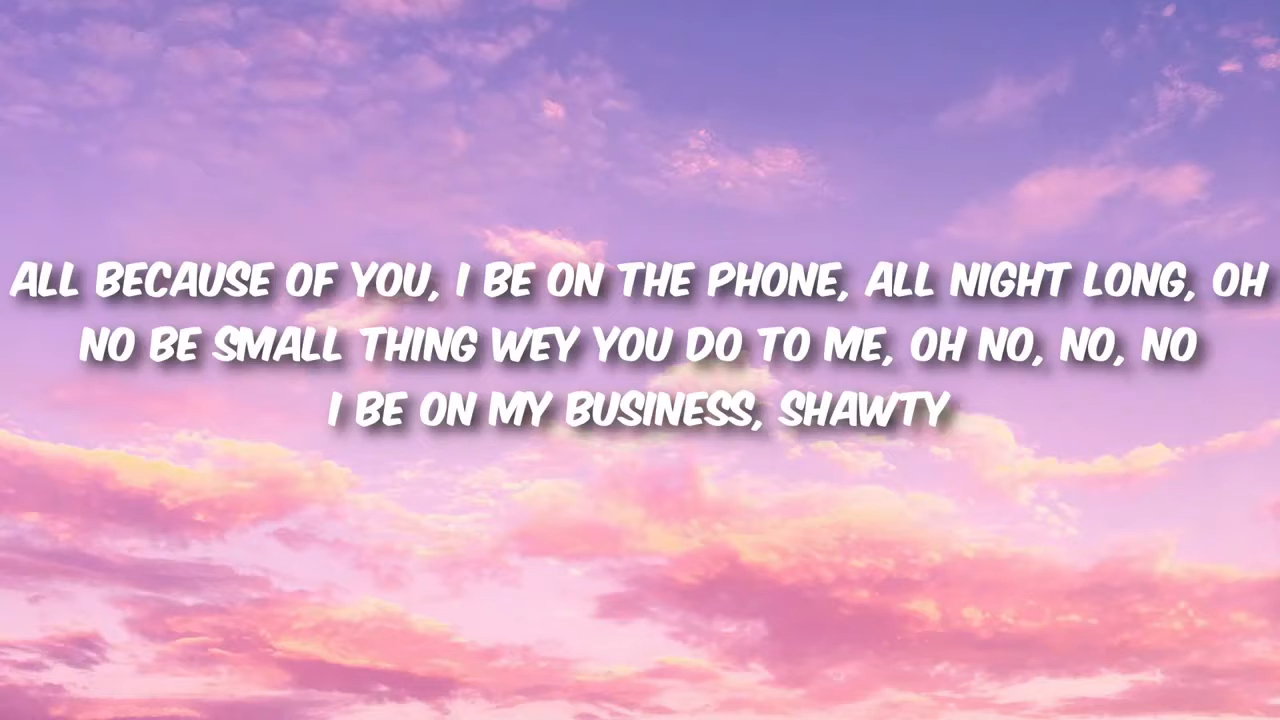 ALL BECAUSE OF YOU, I BE ON THE PHONE, ALL NIGHT LONG, OH
NO BE SMALL THING WEY YOU DO TO ME, OH NO, NO, NO
I BE ON MY BUSINESS, SHAWTY